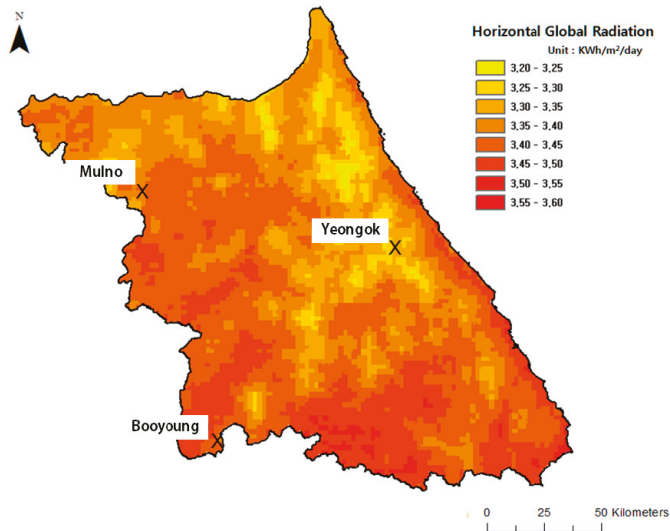 N
Horizontal Global Radiation
Unit : KWh/m²/day
3,20 - 3,25
3,25 - 3,30
3,30 - 3,35
3,35 - 3,40
3,40 - 3,45
3,45 - 3,50
3,50 - 3,55
3,55 - 3,60
Mulno
X
Yeongok
X
Booyoung
X
0 25 50 Kilometers